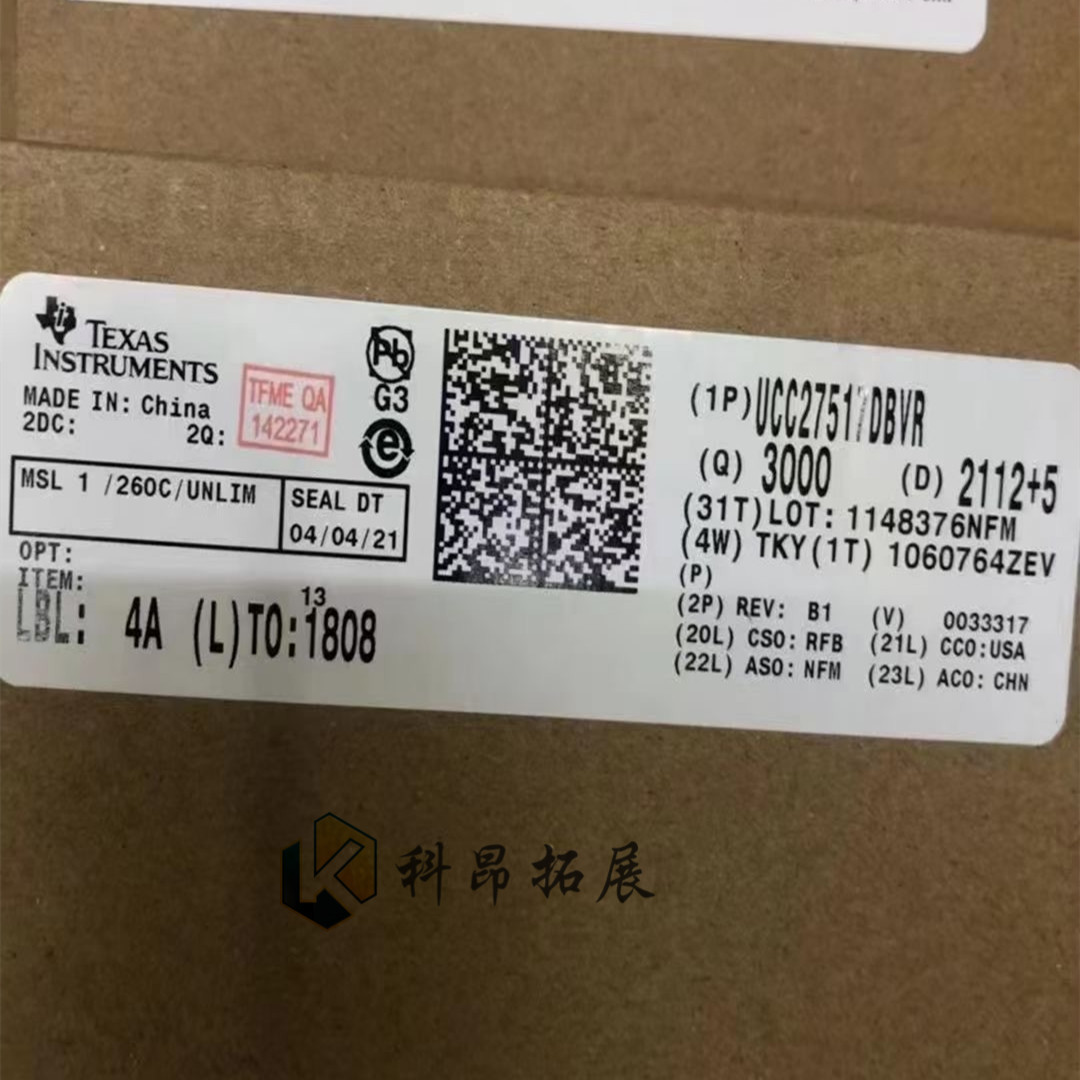 TEXAS
INSTRUMENTS
MADE IN: China
2DC: 2Q:
TFME QA
142271
Pb
G3
e
MSL 1 /260C/UNLIM
SEAL DT
04/04/21
OPT:
ITEM:
13
LBL: 4A (L)TO:1808
(1P)UCC27517DBVR
(Q) 3000 (D) 2112+5
(31T)LOT: 1148376NFM
(4W) TKY(1T) 1060764ZEV
(P)
(2P) REV: B1 (V) 0033317
(20L) CSO: RFB (21L) CCO:USA
(22L) ASO: NFM (23L) ACO: CHN
科昂拓展